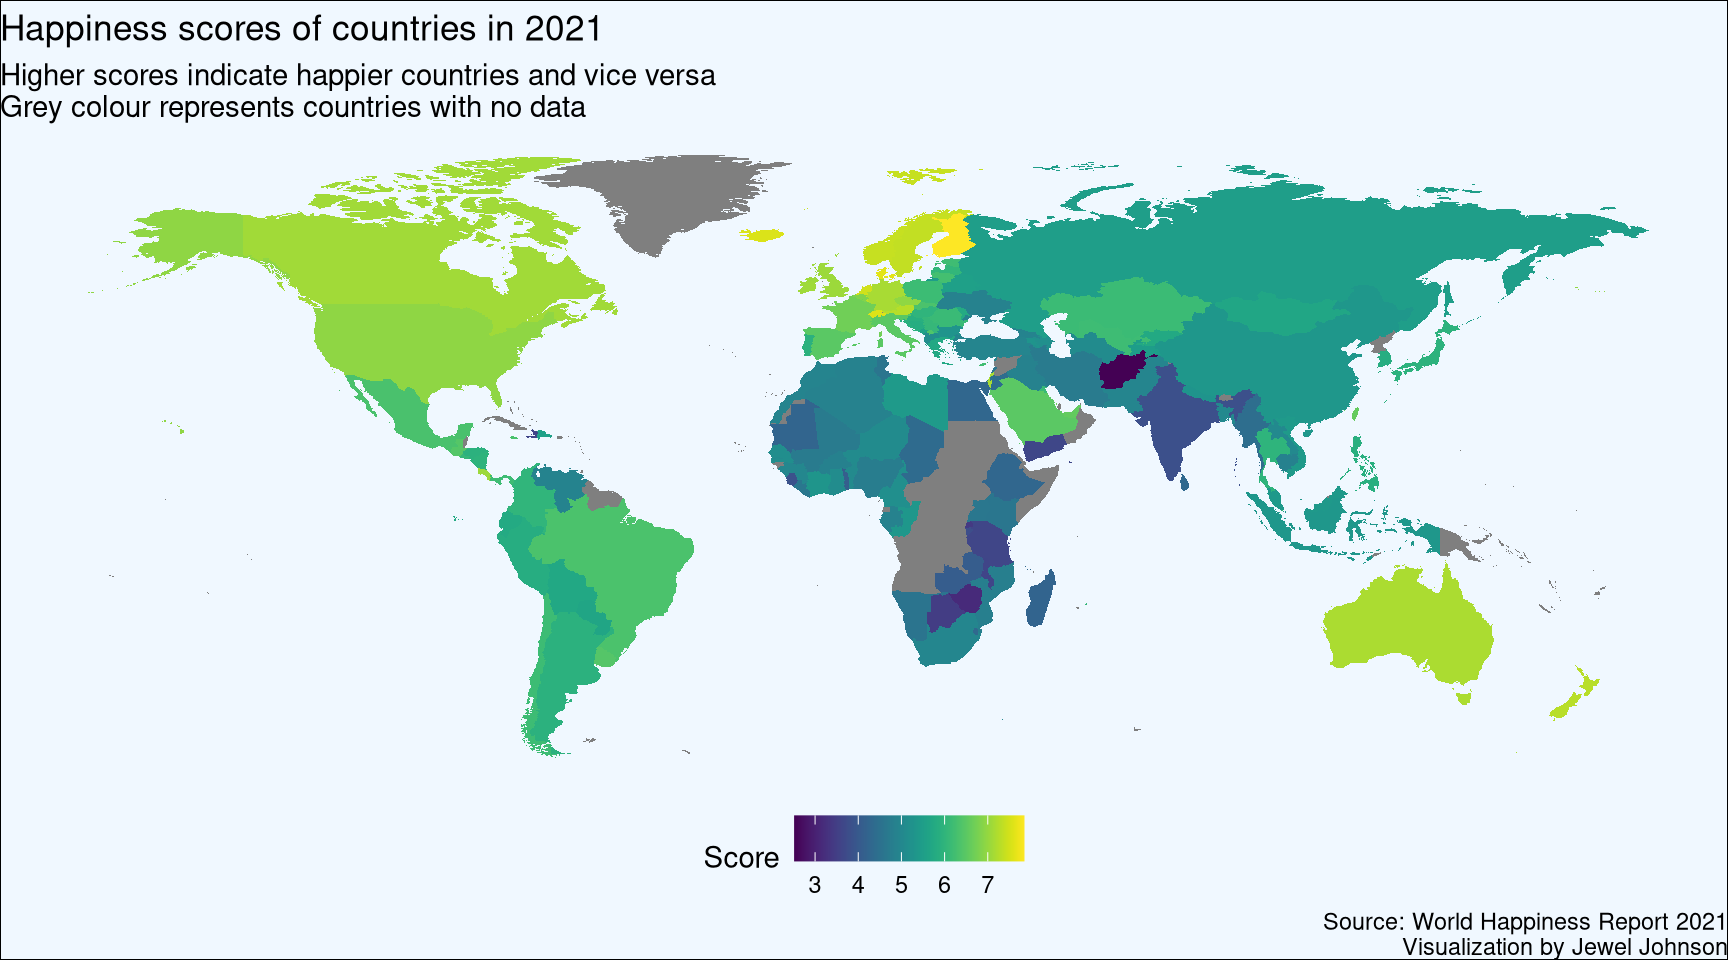 Happiness scores of countries in 2021
Higher scores indicate happier countries and vice versa
Grey colour represents countries with no data
Score
3 4 5 6 7
Source: World Happiness Report 2021
Visualization by Jewel Johnson